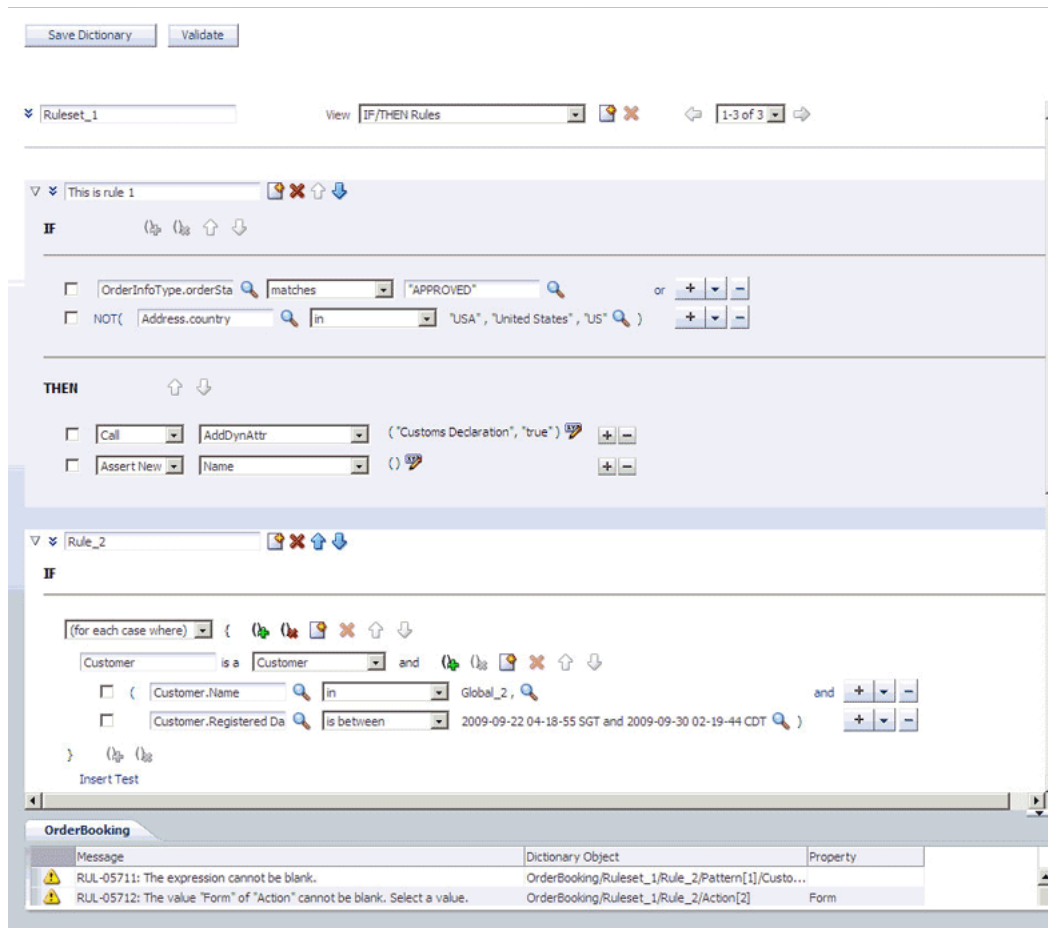 Save Dictionary Validate
Ruleset_1 View IF/THEN Rules 1-3 of 3
This is rule 1
IF
OrderInfoType.orderSta matches "APPROVED" or + −
NOT( Address.country in "USA" , "United States" , "US" ) + −
THEN
Call AddDynAttr ( "Customs Declaration", "true" ) + −
Assert New Name () + −
Rule_2
IF
(for each case where) {
Customer is a Customer and
( Customer.Name in Global_2 , and + −
Customer.Registered Da is between 2009-09-22 04-18-55 SGT and 2009-09-30 02-19-44 CDT ) + −
}
Insert Test
OrderBooking
Message Dictionary Object Property
RUL-05711: The expression cannot be blank. OrderBooking/Ruleset_1/Rule_2/Pattern[1]/Custo...
RUL-05712: The value "Form" of "Action" cannot be blank. Select a value. OrderBooking/Ruleset_1/Rule_2/Action[2] Form